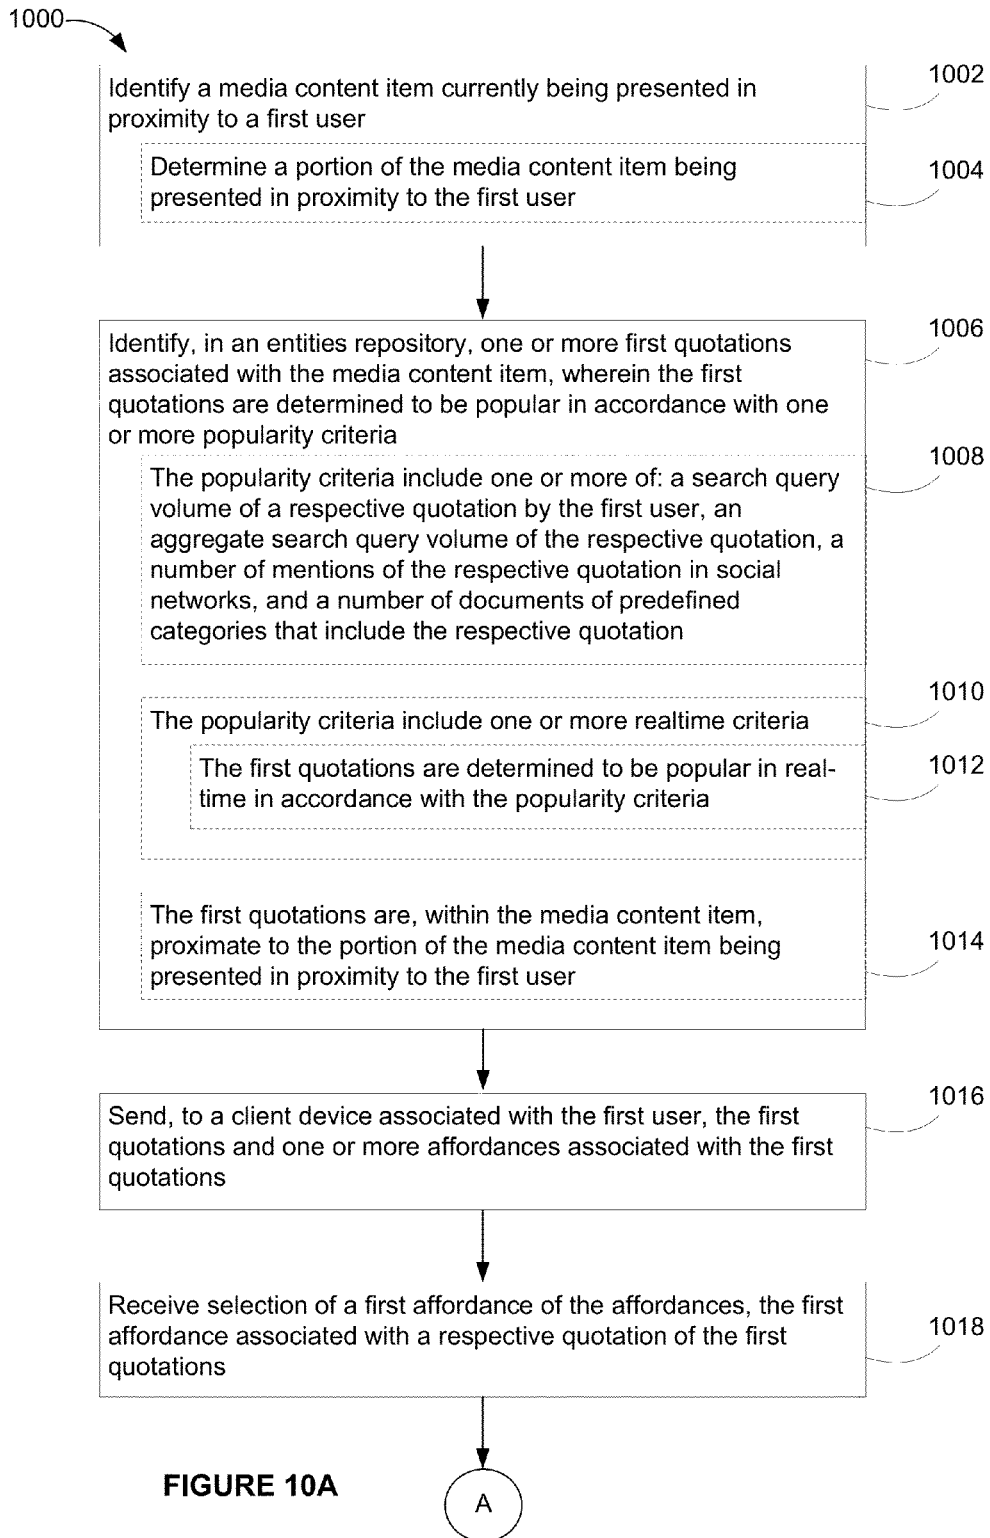 1000
1002
Identify a media content item currently being presented in
proximity to a first user
1004
Determine a portion of the media content item being
presented in proximity to the first user
1006
Identify, in an entities repository, one or more first quotations
associated with the media content item, wherein the first
quotations are determined to be popular in accordance with one
or more popularity criteria
1008
The popularity criteria include one or more of: a search query
volume of a respective quotation by the first user, an
aggregate search query volume of the respective quotation, a
number of mentions of the respective quotation in social
networks, and a number of documents of predefined
categories that include the respective quotation
1010
The popularity criteria include one or more realtime criteria
1012
The first quotations are determined to be popular in real-
time in accordance with the popularity criteria
1014
The first quotations are, within the media content item,
proximate to the portion of the media content item being
presented in proximity to the first user
1016
Send, to a client device associated with the first user, the first
quotations and one or more affordances associated with the first
quotations
1018
Receive selection of a first affordance of the affordances, the first
affordance associated with a respective quotation of the first
quotations
FIGURE 10A
A